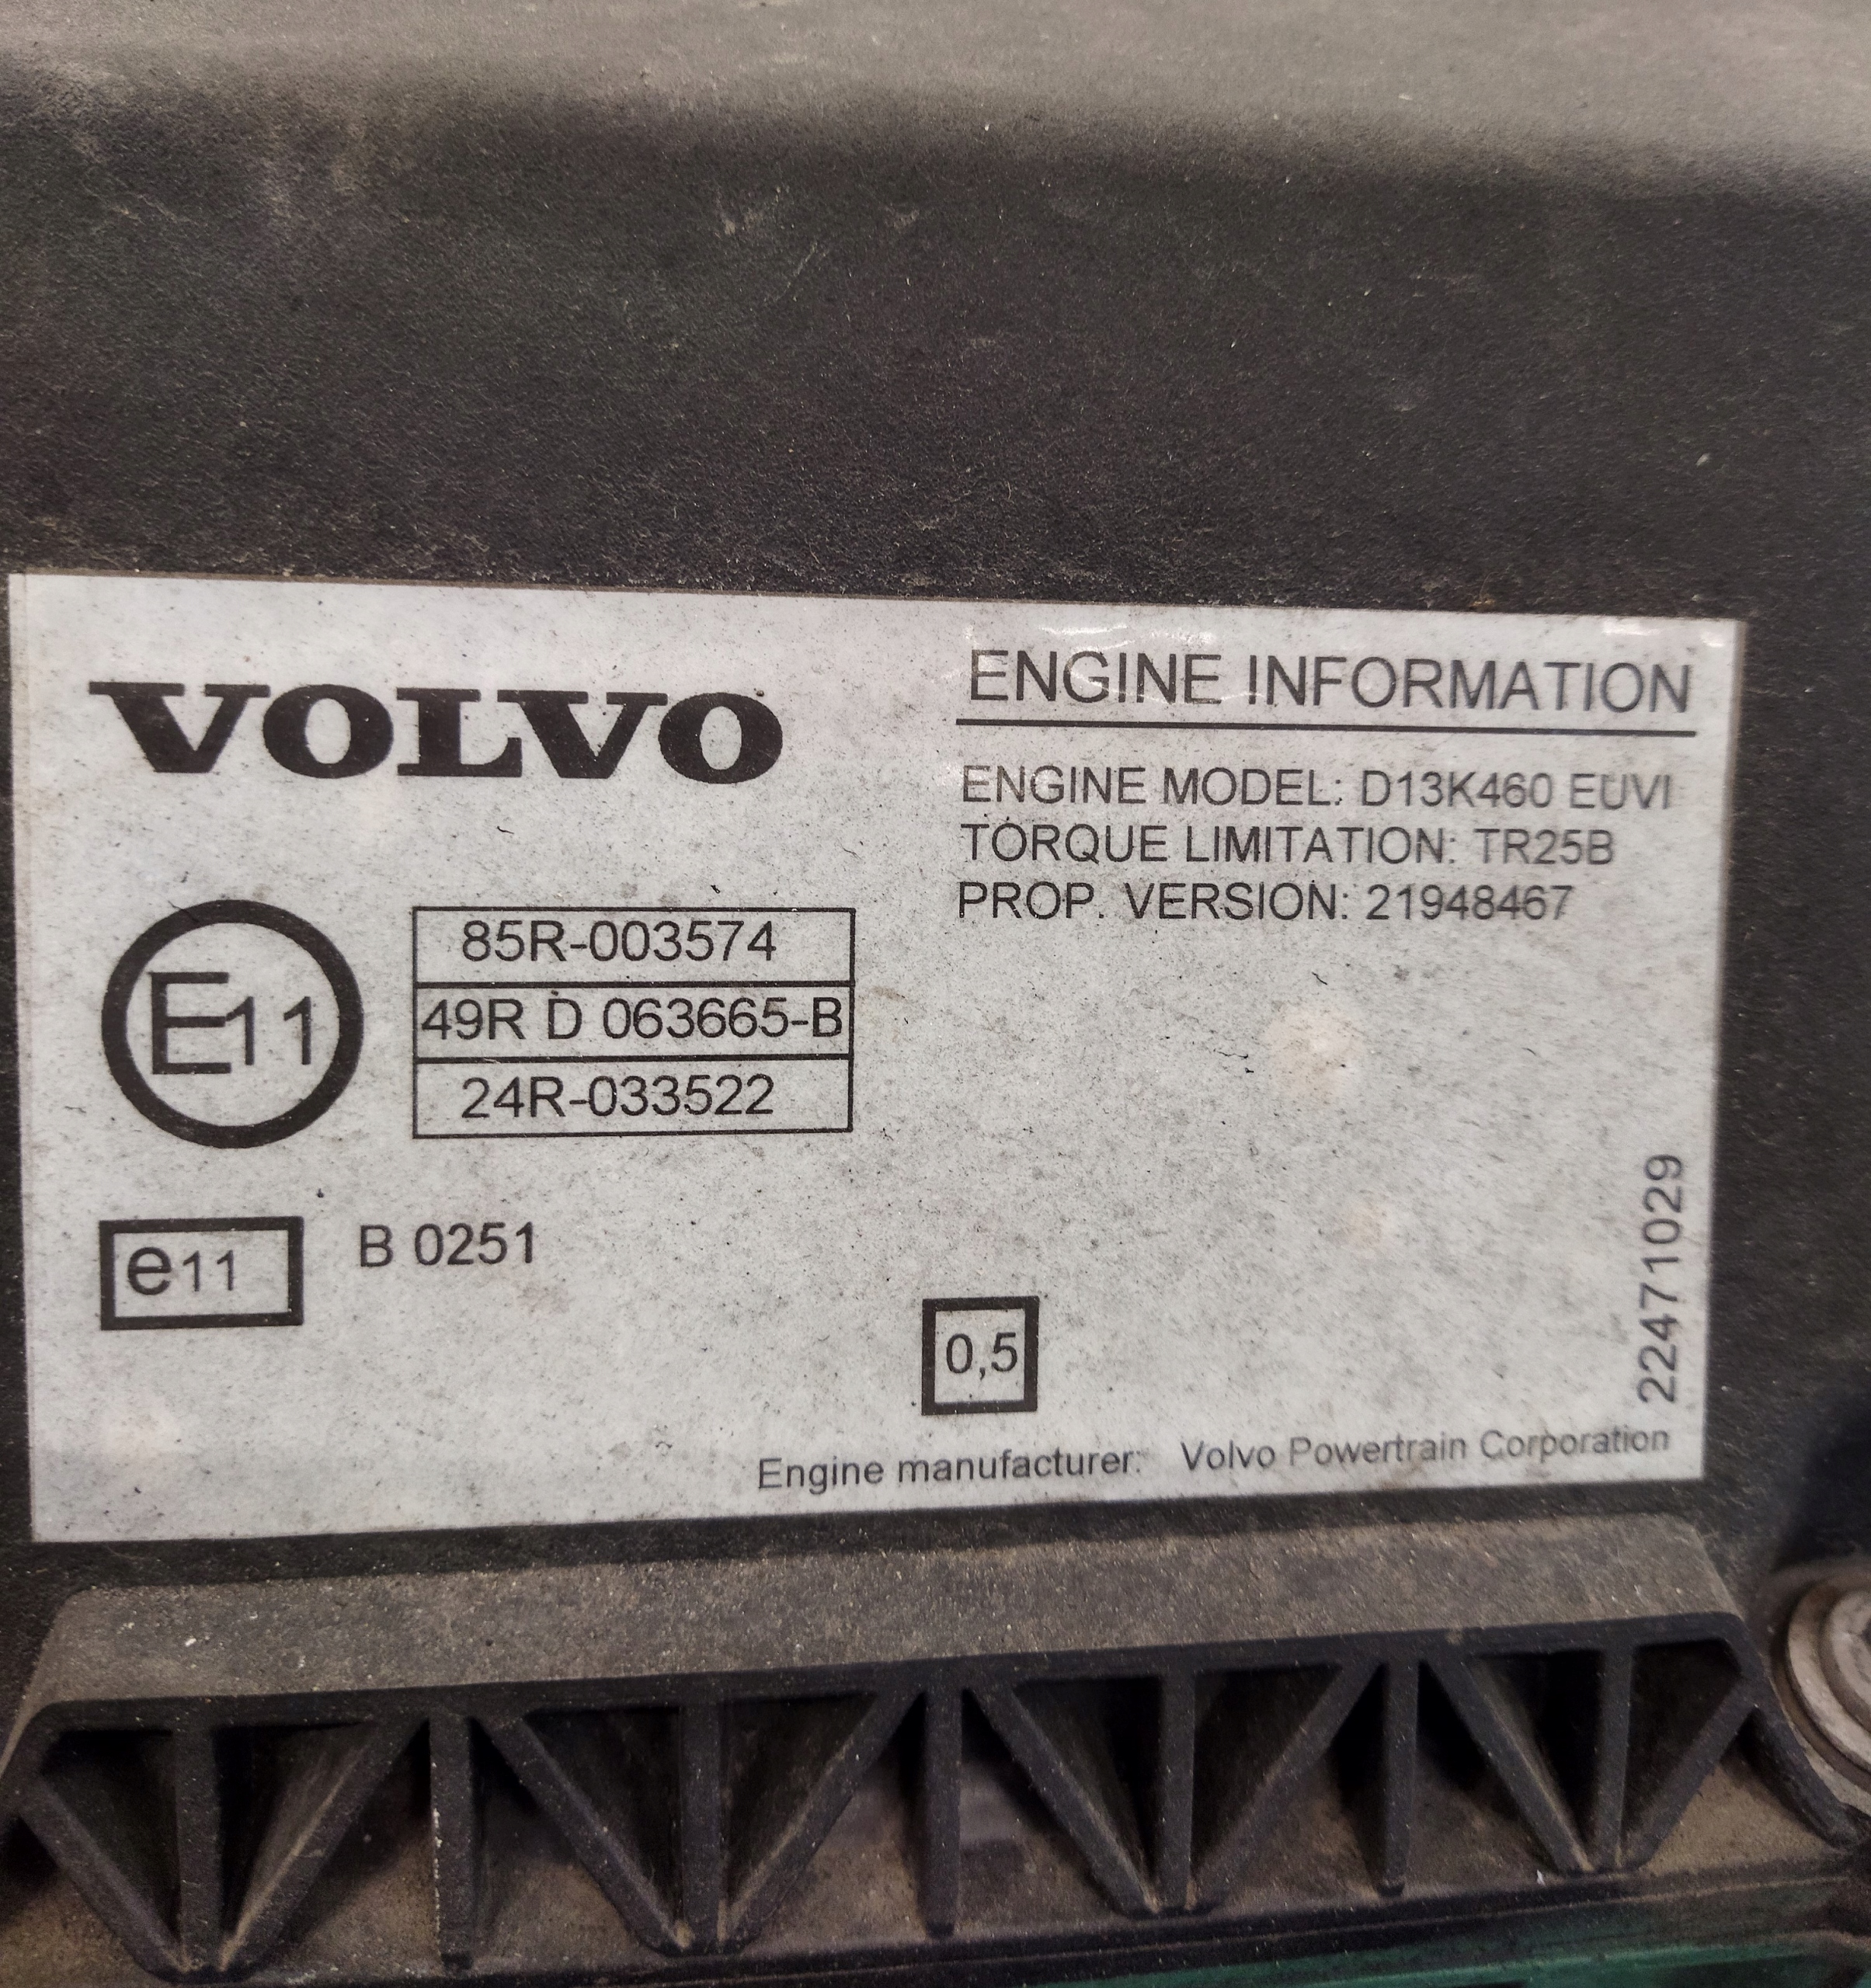 VOLVO
ENGINE INFORMATION
ENGINE MODEL: D13K460 EUVI
TORQUE LIMITATION: TR25B
PROP. VERSION: 21948467
E11
85R-003574
49R D 063665-B
24R-033522
e11
B 0251
0,5
22471029
Engine manufacturer: Volvo Powertrain Corporation